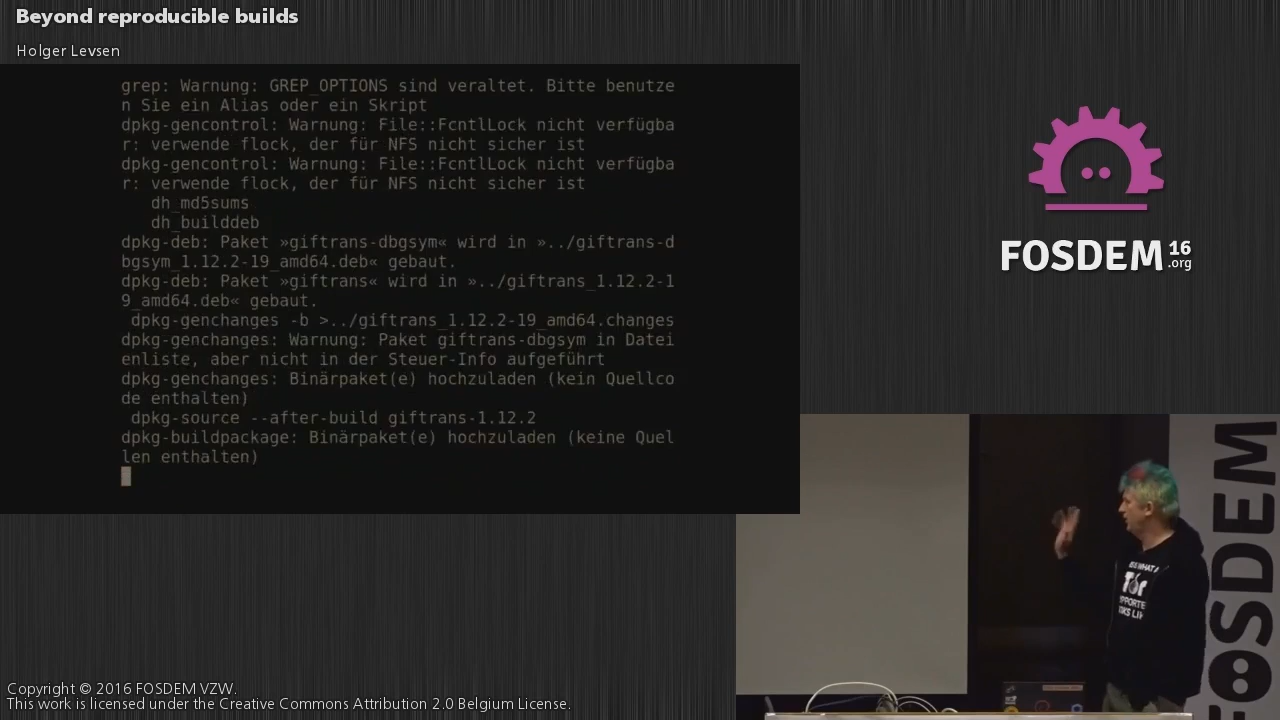 Beyond reproducible builds
Holger Levsen
grep: Warnung: GREP_OPTIONS sind veraltet. Bitte benutze
n Sie ein Alias oder ein Skript
dpkg-gencontrol: Warnung: File::FcntlLock nicht verfügba
r: verwende flock, der für NFS nicht sicher ist
dpkg-gencontrol: Warnung: File::FcntlLock nicht verfügba
r: verwende flock, der für NFS nicht sicher ist
dh_md5sums
dh_builddeb
dpkg-deb: Paket »giftrans-dbgsym« wird in »../giftrans-d
bgsym_1.12.2-19_amd64.deb« gebaut.
dpkg-deb: Paket »giftrans« wird in »../giftrans_1.12.2-1
9_amd64.deb« gebaut.
dpkg-genchanges -b >../giftrans_1.12.2-19_amd64.changes
dpkg-genchanges: Warnung: Paket giftrans-dbgsym in Datei
enliste, aber nicht in der Steuer-Info aufgeführt
dpkg-genchanges: Binärpaket(e) hochzuladen (kein Quellco
de enthalten)
dpkg-source --after-build giftrans-1.12.2
dpkg-buildpackage: Binärpaket(e) hochzuladen (keine Quel
len enthalten)
FOSDEM 16
.org
WHAT A
Tor
FOSDEM
Copyright © 2016 FOSDEM VZW.
This work is licensed under the Creative Commons Attribution 2.0 Belgium License.